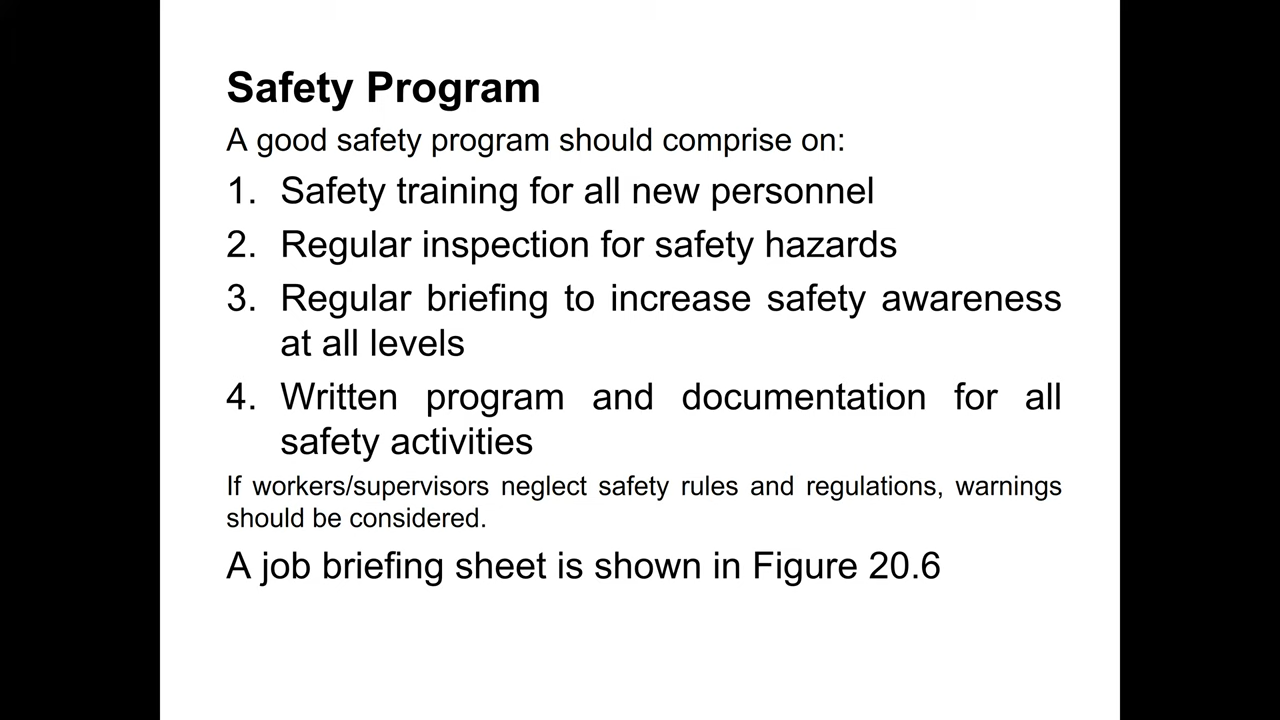 Safety Program
A good safety program should comprise on:
1. Safety training for all new personnel
2. Regular inspection for safety hazards
3. Regular briefing to increase safety awareness
at all levels
4. Written program and documentation for all
safety activities
If workers/supervisors neglect safety rules and regulations, warnings
should be considered.
A job briefing sheet is shown in Figure 20.6